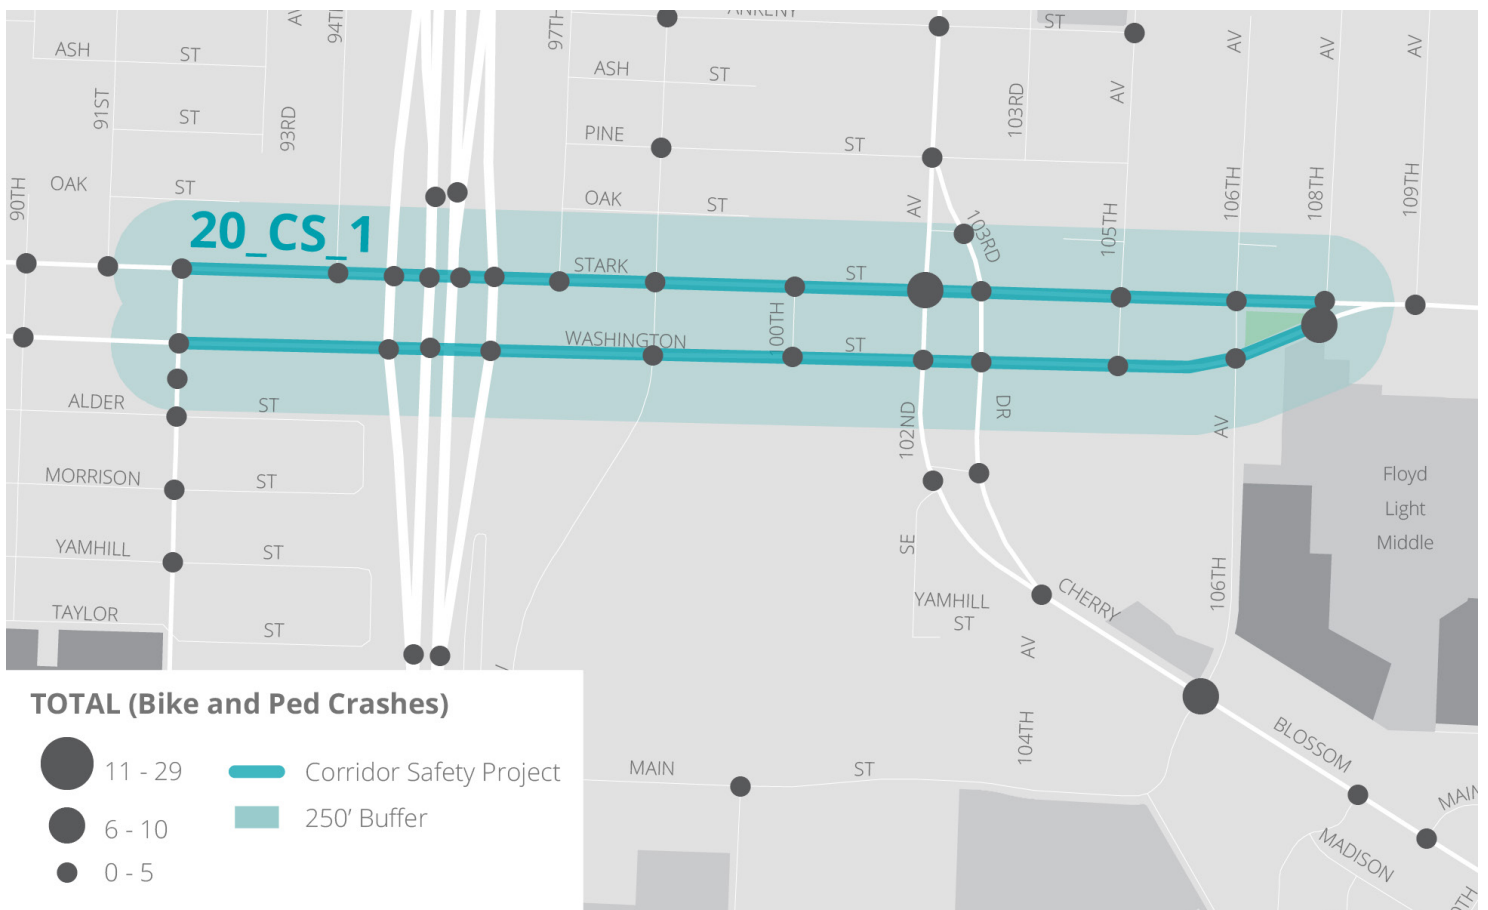 ANKENY
ST
AV
94TH
97TH
ASH
ST
ASH
ST
91ST
ST
93RD
PINE
ST
103RD
AV
AV
AV
AV
90TH
OAK
ST
OAK
ST
AV
103RD
105TH
106TH
108TH
109TH
20_CS_1
STARK
ST
WASHINGTON
ST
100TH
ALDER
ST
102ND
DR
AV
MORRISON
ST
Floyd
Light
Middle
YAMHILL
ST
SE
TAYLOR
ST
YAMHILL
ST
CHERRY
106TH
AV
104TH
BLOSSOM
MAIN
ST
MAIN
MADISON
TOTAL (Bike and Ped Crashes)
11 - 29
6 - 10
0 - 5
Corridor Safety Project
250’ Buffer